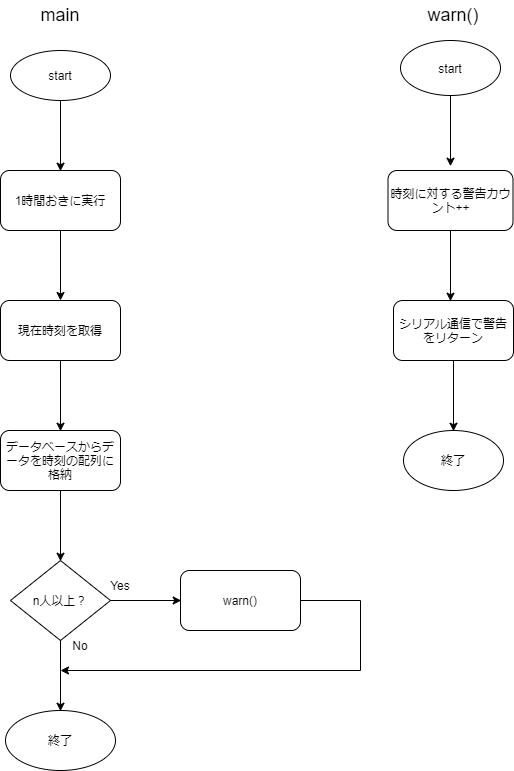 main
start
1時間おきに実行
現在時刻を取得
データベースからデ
ータを時刻の配列に
格納
n人以上？
Yes
warn()
No
終了
warn()
start
時刻に対する警告カウ
ント++
シリアル通信で警告
をリターン
終了